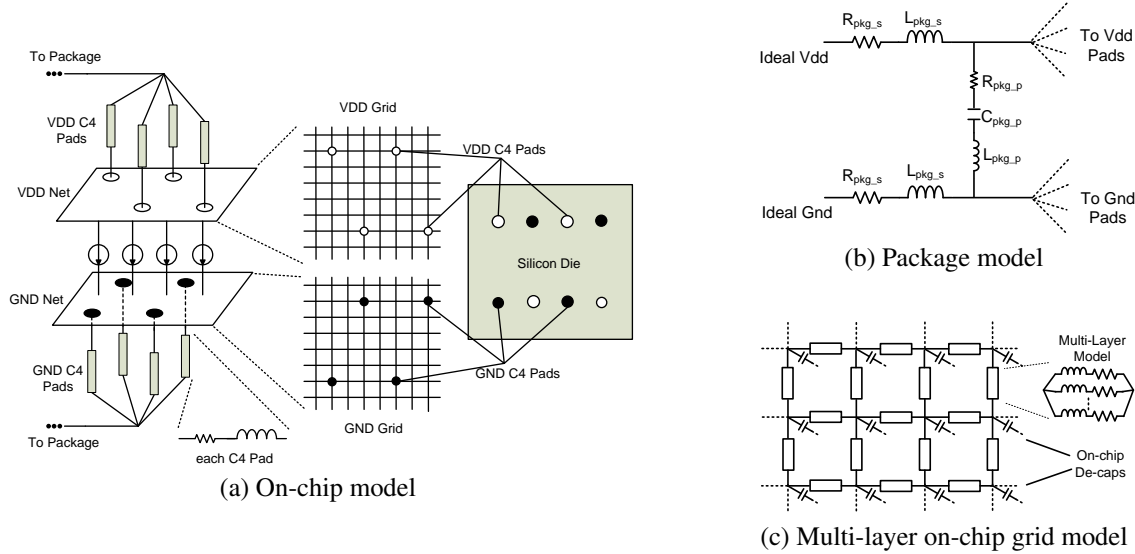 To Package
VDD C4
Pads
VDD Net
GND Net
GND C4
Pads
To Package
each C4 Pad
VDD Grid
VDD C4 Pads
Silicon Die
GND C4 Pads
GND Grid
(a) On-chip model
Rpkg_s
Lpkg_s
Ideal Vdd
To Vdd
Pads
Rpkg_p
Cpkg_p
Lpkg_p
Rpkg_s
Lpkg_s
Ideal Gnd
To Gnd
Pads
(b) Package model
Multi-Layer
Model
On-chip
De-caps
(c) Multi-layer on-chip grid model